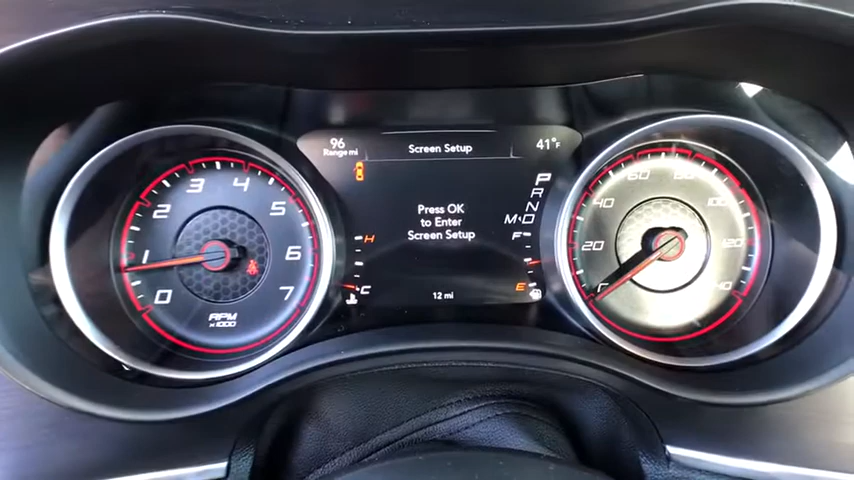 96
Range mi
Screen Setup
41°F
Press OK
to Enter
Screen Setup
P
R
N
M D
H
F
C
E
12 mi
0
1
2
3
4
5
6
7
RPM
x1000
20
40
60
80
100
120